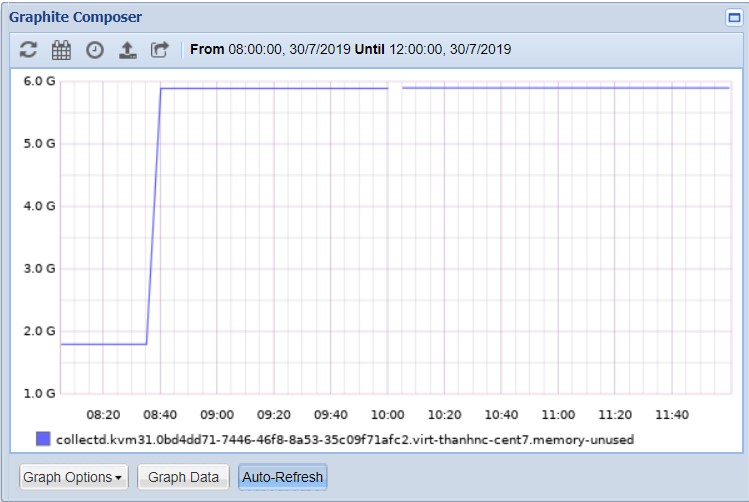 Graphite Composer
From 08:00:00, 30/7/2019 Until 12:00:00, 30/7/2019
6.0 G
5.0 G
4.0 G
3.0 G
2.0 G
1.0 G
08:20 08:40 09:00 09:20 09:40 10:00 10:20 10:40 11:00 11:20 11:40
collectd.kvm31.0bd4dd71-7446-46f8-8a53-35c09f71afc2.virt-thanhnc-cent7.memory-unused
Graph Options Graph Data Auto-Refresh